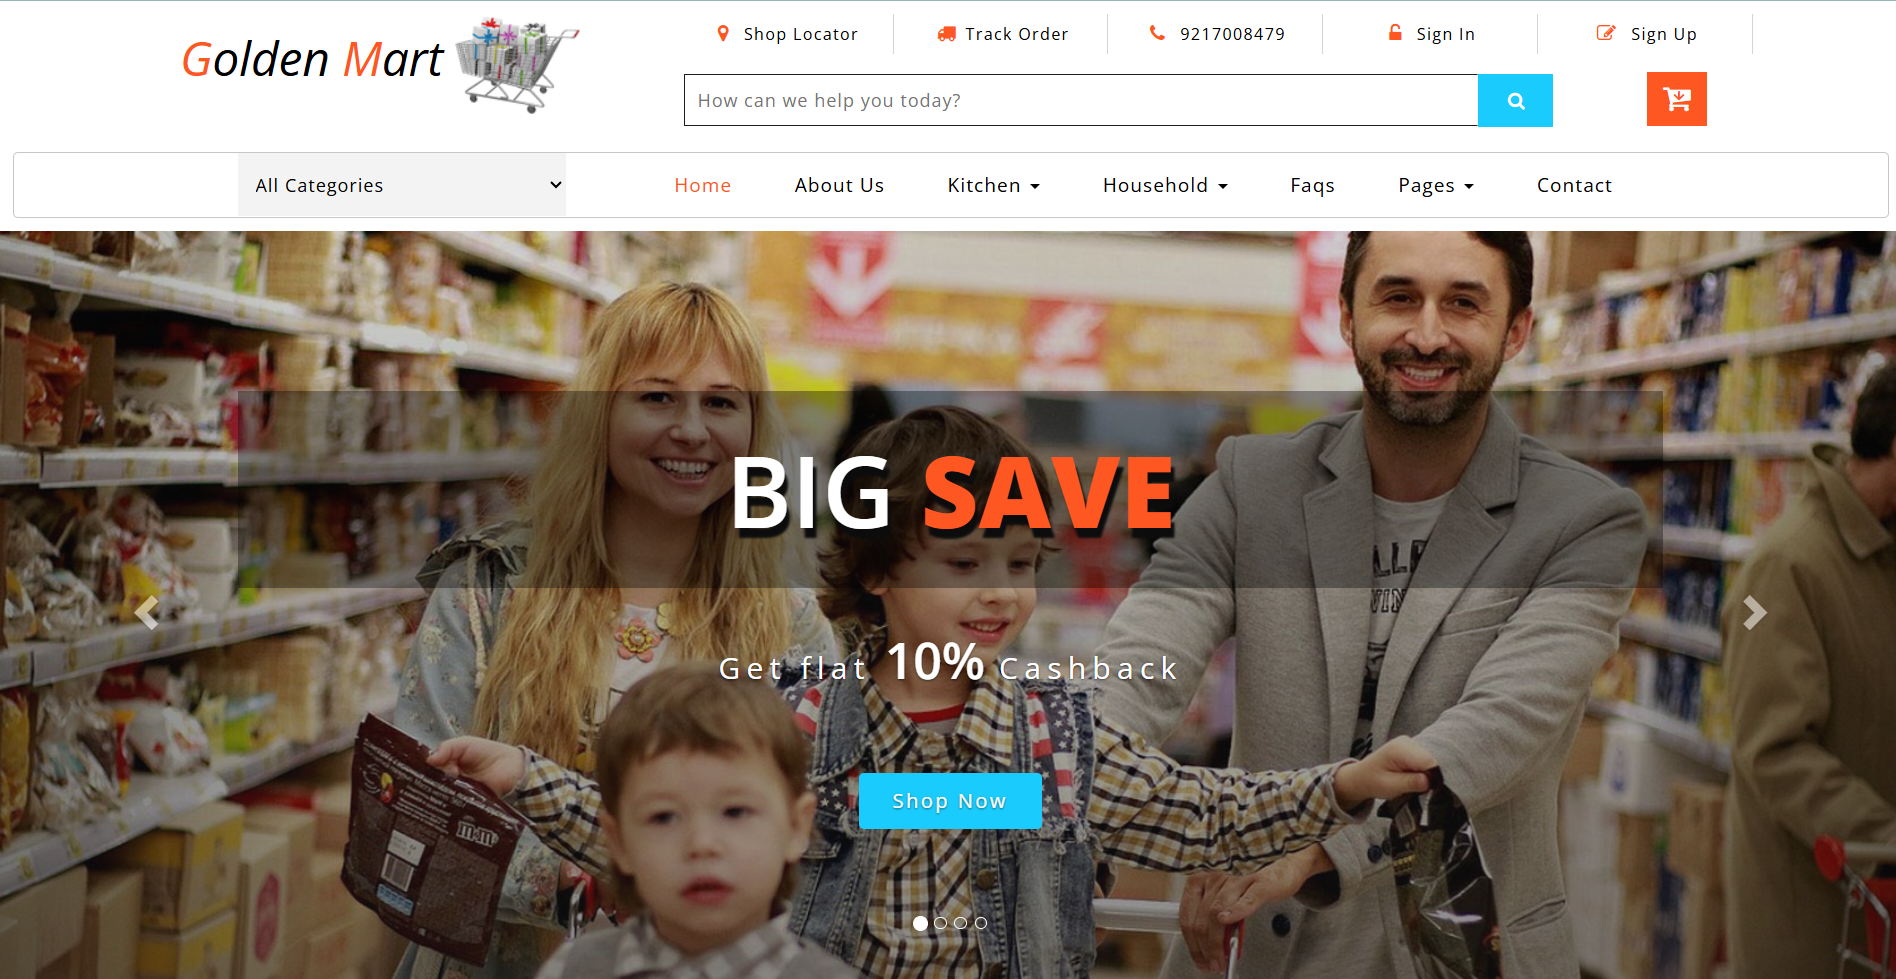 Golden Mart
Shop Locator
Track Order
9217008479
Sign In
Sign Up
How can we help you today?
All Categories
Home
About Us
Kitchen
Household
Faqs
Pages
Contact
BIG SAVE
Get flat 10% Cashback
Shop Now
m&m's